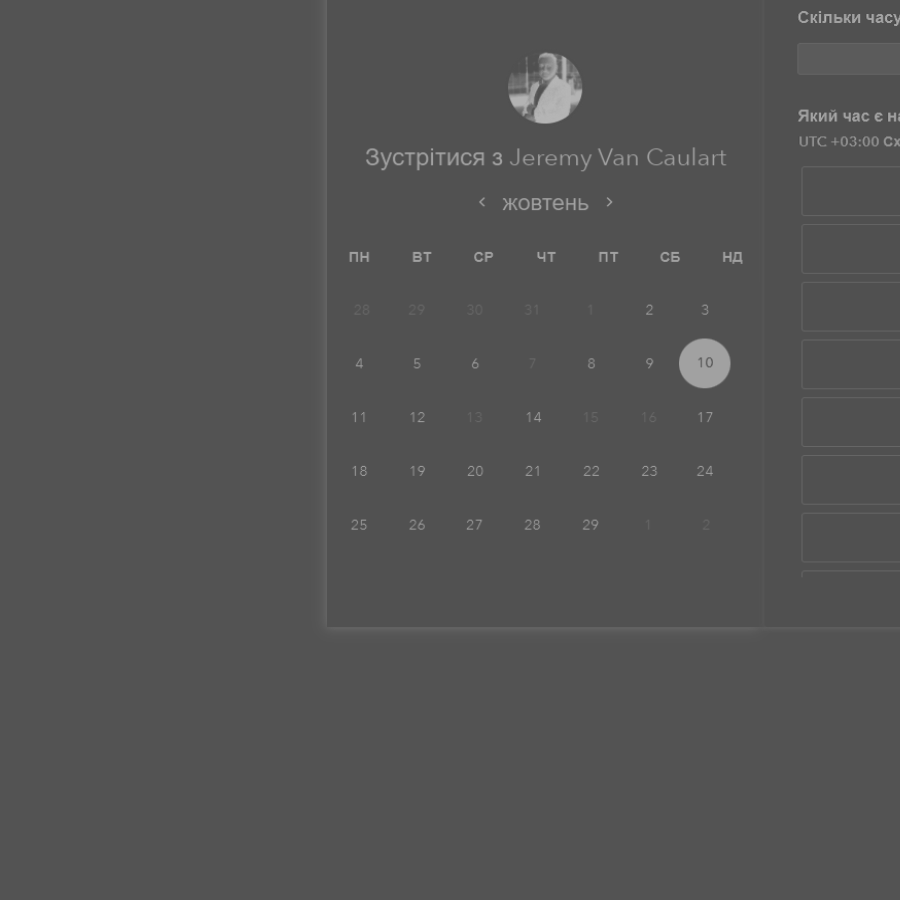 Зустрітися з Jeremy Van Caulart
жовтень
ПН ВТ СР ЧТ ПТ СБ НД
28 29 30 31 1 2 3
4 5 6 7 8 9 10
11 12 13 14 15 16 17
18 19 20 21 22 23 24
25 26 27 28 29 1 2
Скільки часу
Який час є
UTC +03:00